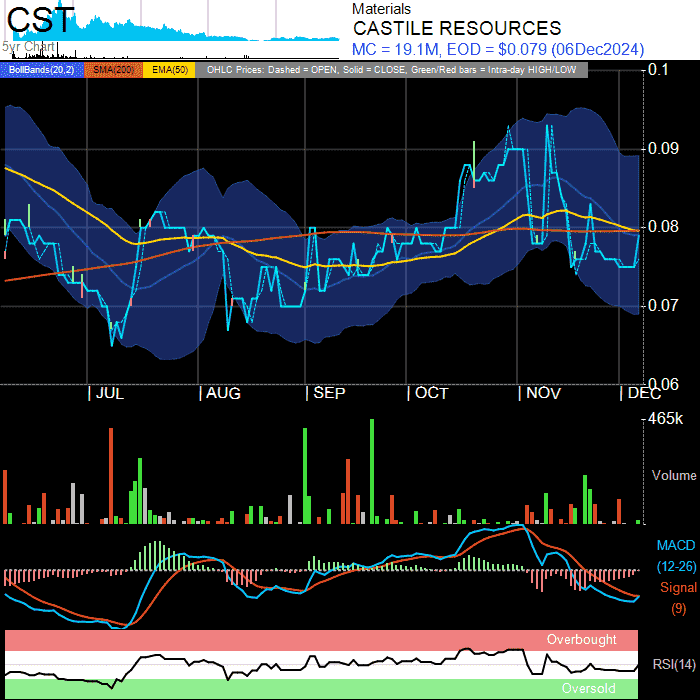 CST
5yr Chart
Materials
CASTILE RESOURCES
MC = 19.1M, EOD = $0.079 (06Dec2024)
BollBands(20,2) SMA(200) EMA(50) OHLC Prices: Dashed = OPEN, Solid = CLOSE, Green/Red bars = Intra-day HIGH/LOW
0.1
0.09
0.08
0.07
0.06
| JUL | AUG | SEP | OCT | NOV | DEC
465k
Volume
MACD
(12-26)
Signal
(9)
Overbought
RSI(14)
Oversold